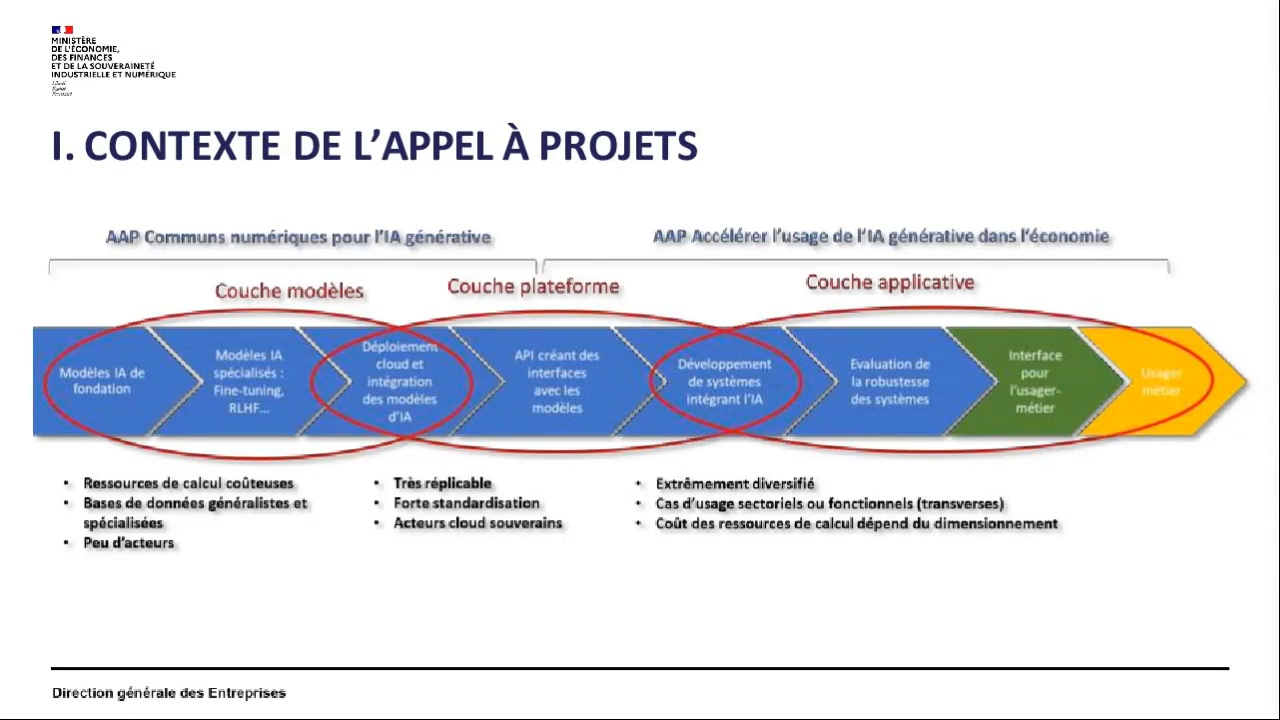 MINISTÈRE
DE L'ÉCONOMIE,
DES FINANCES
ET DE LA SOUVERAINETÉ
INDUSTRIELLE ET NUMÉRIQUE
Liberté
Égalité
Fraternité
I. CONTEXTE DE L'APPEL À PROJETS
AAP Communs numériques pour l'IA générative
AAP Accélérer l'usage de l'IA générative dans l'économie
Couche modèles
Couche plateforme
Couche applicative
Modèles IA de
fondation
Modèles IA
spécialisés :
Fine-tuning,
RLHF...
Déploiement
cloud et
intégration
des modèles
d'IA
API créant des
interfaces
avec les
modèles
Développement
de systèmes
intégrant l'IA
Evaluation de
la robustesse
des systèmes
Interface
pour
l'usager-
métier
Usager
métier
• Ressources de calcul coûteuses
• Bases de données généralistes et
spécialisées
• Peu d'acteurs
• Très réplicable
• Forte standardisation
• Acteurs cloud souverains
• Extrêmement diversifié
• Cas d'usage sectoriels ou fonctionnels (transverses)
• Coût des ressources de calcul dépend du dimensionnement
Direction générale des Entreprises